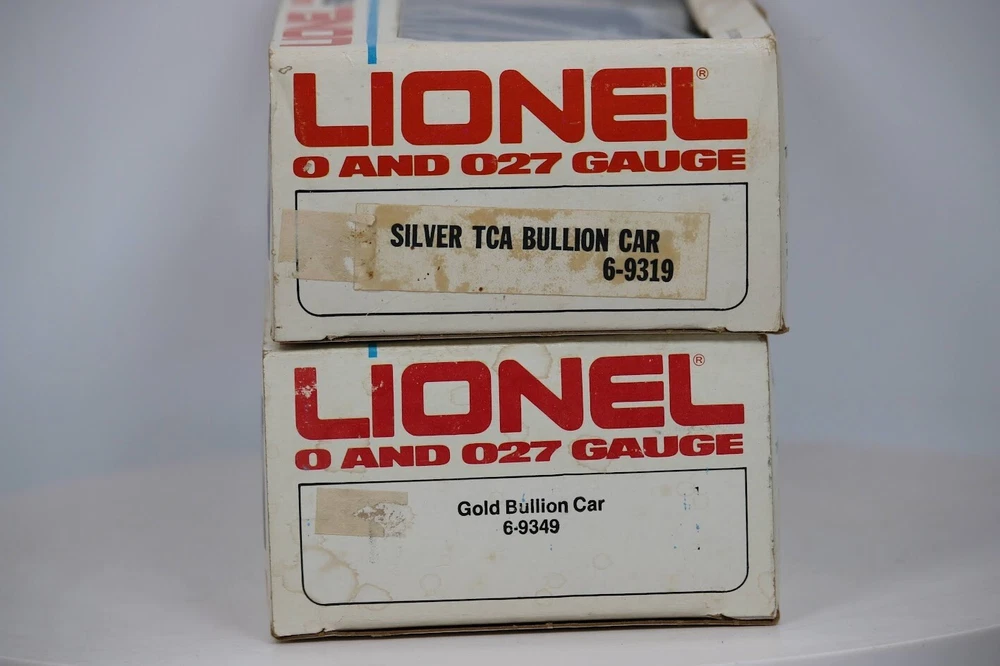 LIONEL
LIONEL®
O AND O27 GAUGE
SILVER TCA BULLION CAR
6-9319
LIONEL®
O AND O27 GAUGE
Gold Bullion Car
6-9349